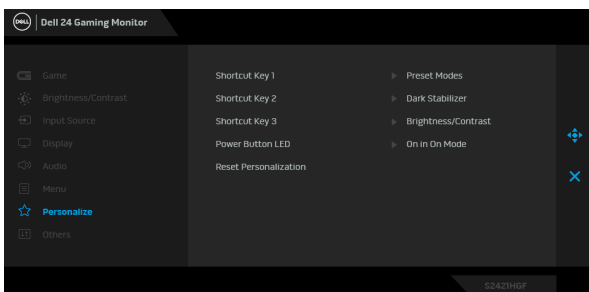 DELL Dell 24 Gaming Monitor
Game
Brightness/Contrast
Input Source
Display
Audio
Menu
Personalize
Others
Shortcut Key 1 Preset Modes
Shortcut Key 2 Dark Stabilizer
Shortcut Key 3 Brightness/Contrast
Power Button LED On in On Mode
Reset Personalization
S2421HGF